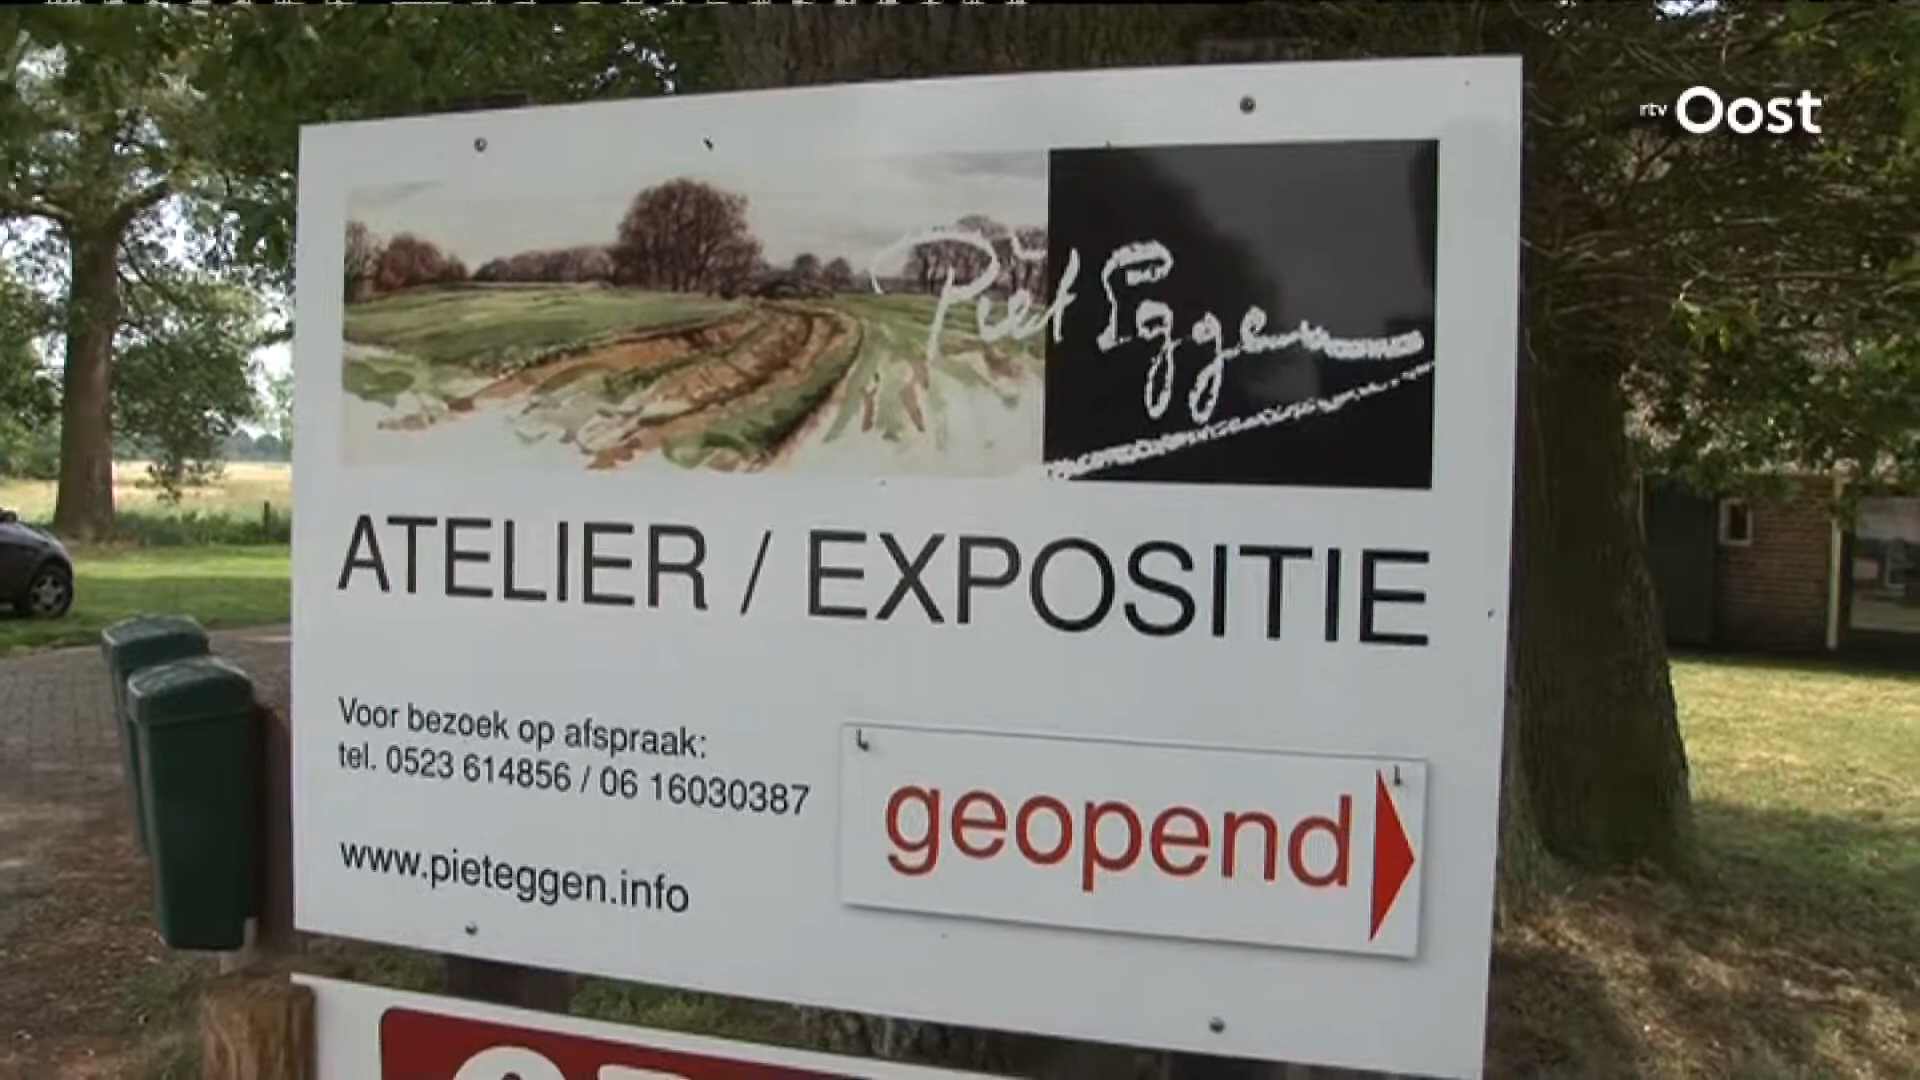 rtv Oost
Piet Eggen
ATELIER / EXPOSITIE
Voor bezoek op afspraak:
tel. 0523 614856 / 06 16030387
www.pieteggen.info
geopend